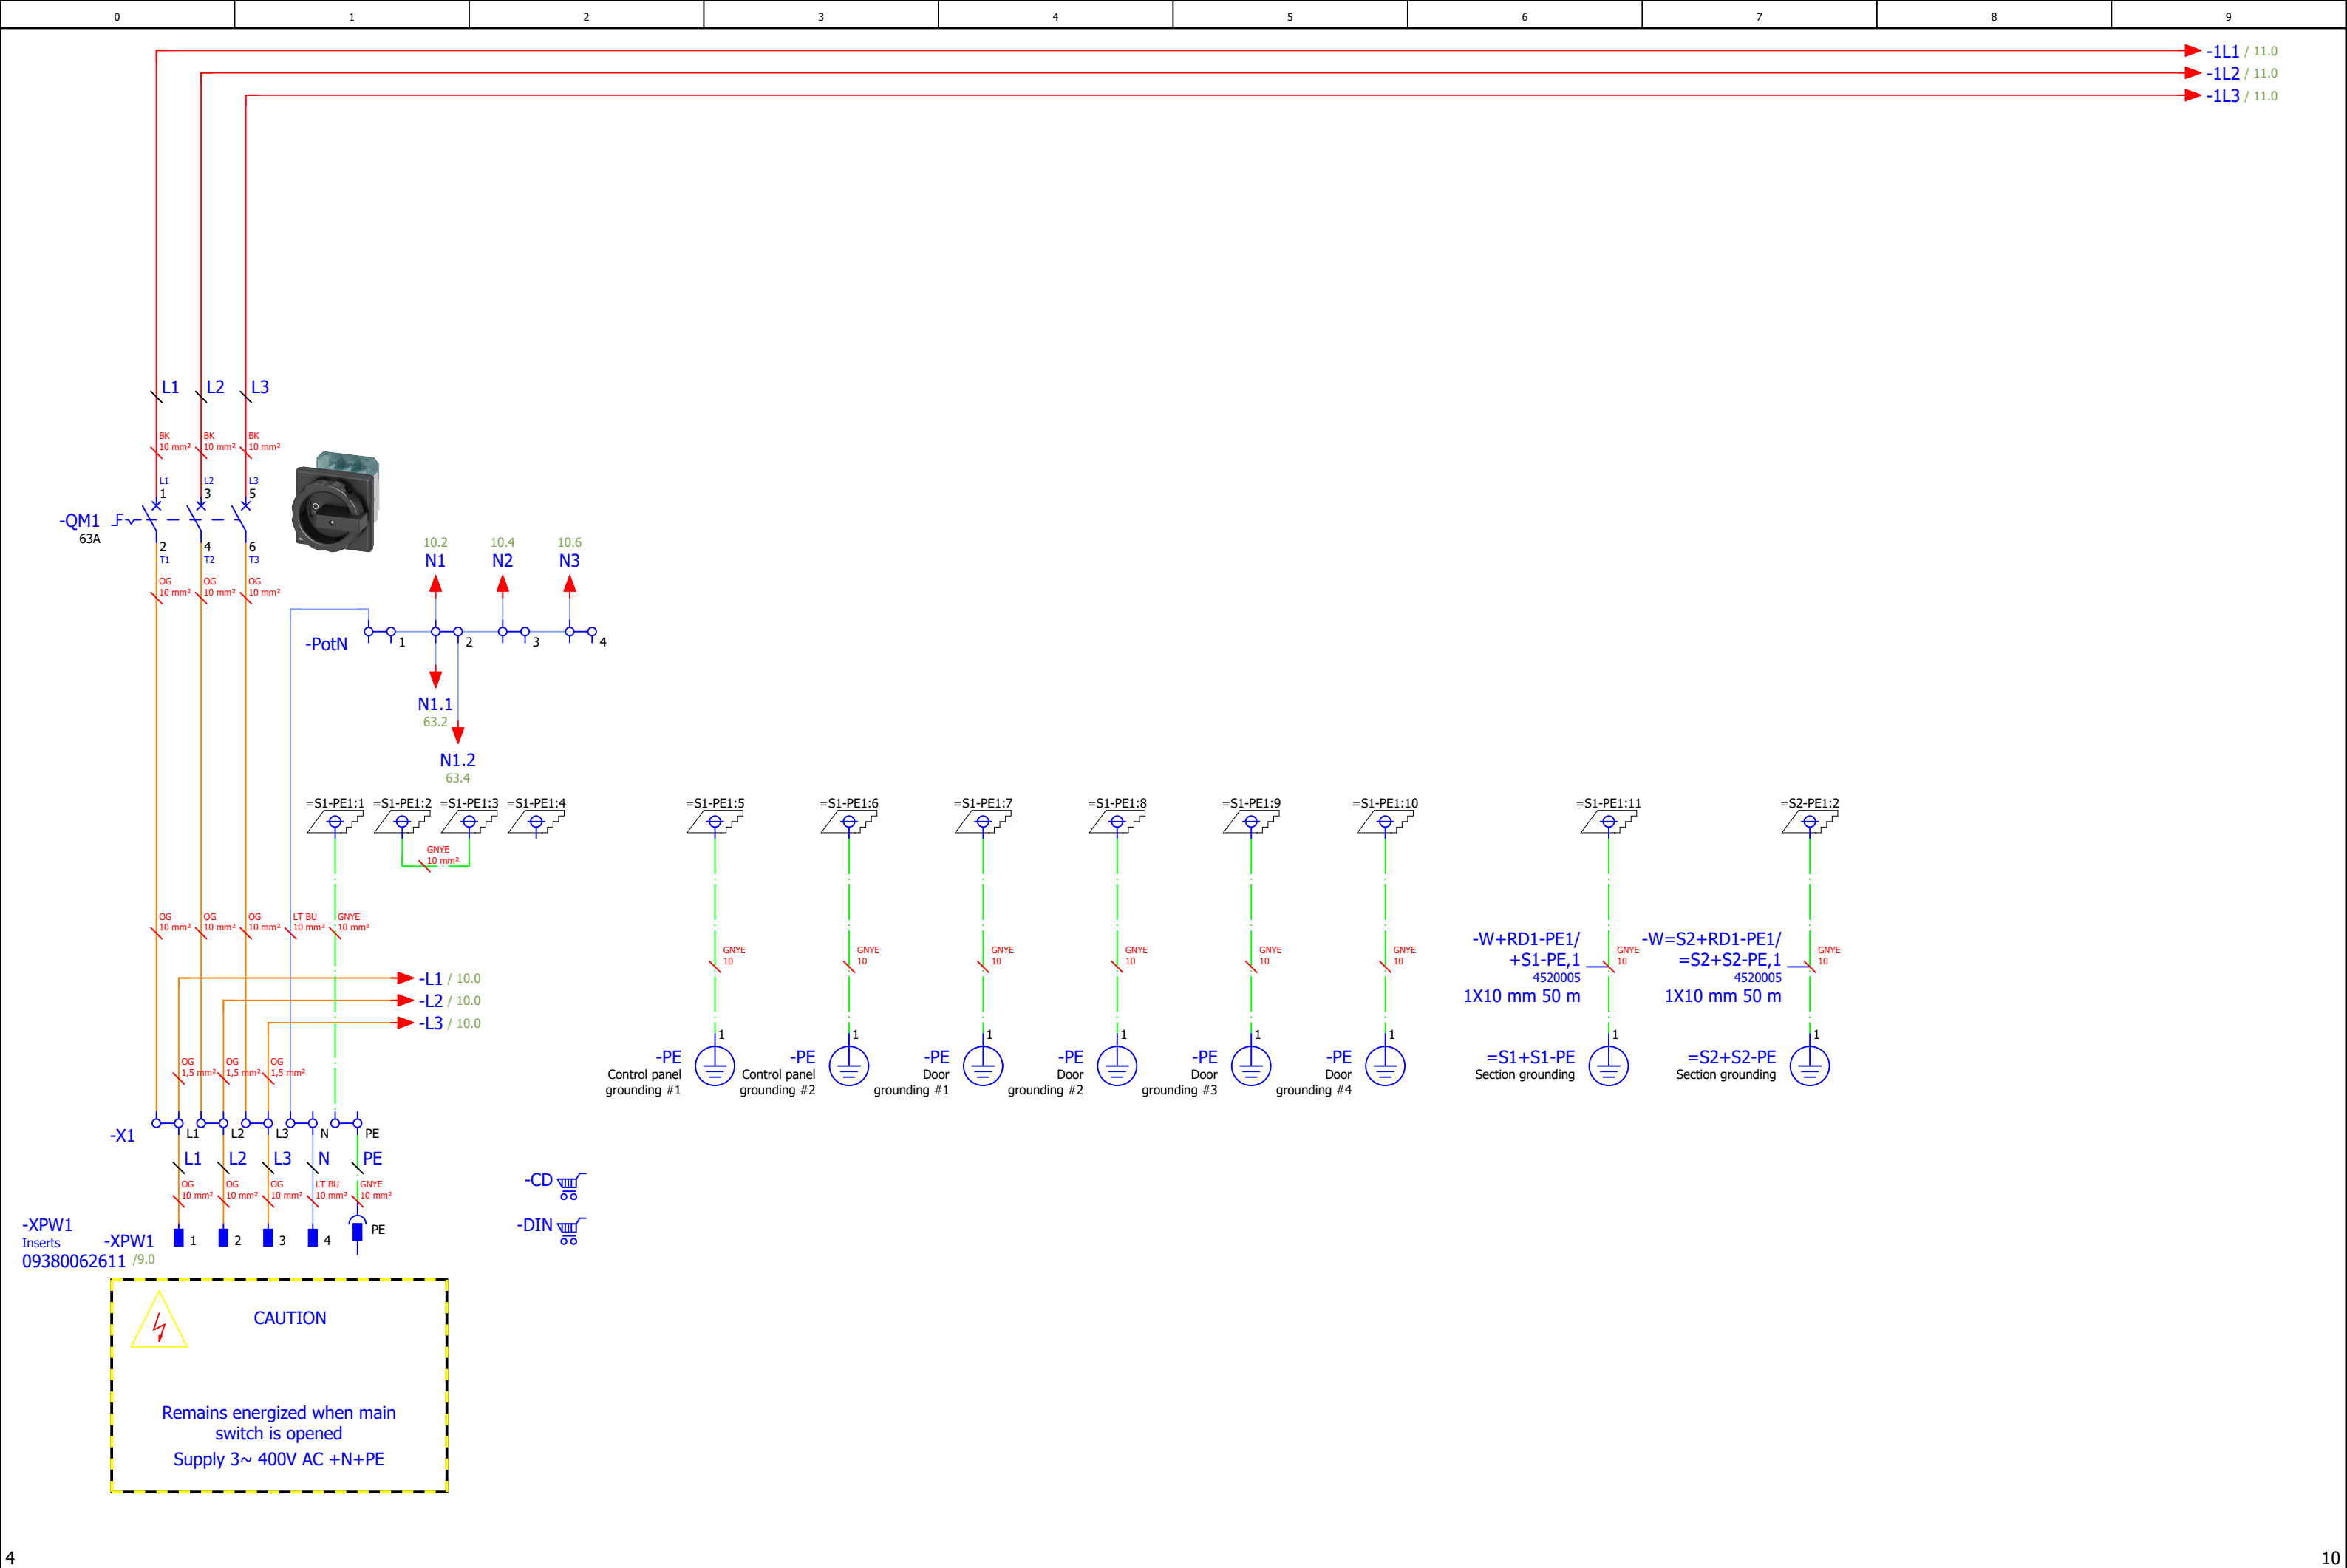 0 1 2 3 4 5 6 7 8 9
-1L1 / 11.0
-1L2 / 11.0
-1L3 / 11.0
L1 L2 L3
BK BK BK
10 mm² 10 mm² 10 mm²
L1 L2 L3
1 3 5
-QM1
63A
2 4 6
T1 T2 T3
OG OG OG
10 mm² 10 mm² 10 mm²
10.2 10.4 10.6
N1 N2 N3
-PotN 1 2 3 4
N1.1
63.2
N1.2
63.4
=S1-PE1:1 =S1-PE1:2 =S1-PE1:3 =S1-PE1:4 =S1-PE1:5 =S1-PE1:6 =S1-PE1:7 =S1-PE1:8 =S1-PE1:9 =S1-PE1:10 =S1-PE1:11 =S2-PE1:2
GNYE
10 mm²
OG OG OG LT BU GNYE
10 mm² 10 mm² 10 mm² 10 mm² 10 mm²
GNYE GNYE GNYE GNYE GNYE GNYE GNYE GNYE
10 10 10 10 10 10 10 10
-W+RD1-PE1/
+S1-PE,1
4520005
1X10 mm 50 m
-W=S2+RD1-PE1/
=S2+S2-PE,1
4520005
1X10 mm 50 m
-L1 / 10.0
-L2 / 10.0
-L3 / 10.0
1 1 1 1 1 1 1 1
-PE
Control panel
grounding #1
-PE
Control panel
grounding #2
-PE
Door
grounding #1
-PE
Door
grounding #2
-PE
Door
grounding #3
-PE
Door
grounding #4
=S1+S1-PE
Section grounding
=S2+S2-PE
Section grounding
OG OG OG
1,5 mm² 1,5 mm² 1,5 mm²
-X1 L1 L2 L3 N PE
L1 L2 L3 N PE
OG OG OG LT BU GNYE
10 mm² 10 mm² 10 mm² 10 mm² 10 mm²
-CD
-DIN
-XPW1
Inserts
09380062611
-XPW1
/9.0
1 2 3 4 PE
CAUTION
Remains energized when main
switch is opened
Supply 3~ 400V AC +N+PE
4 10